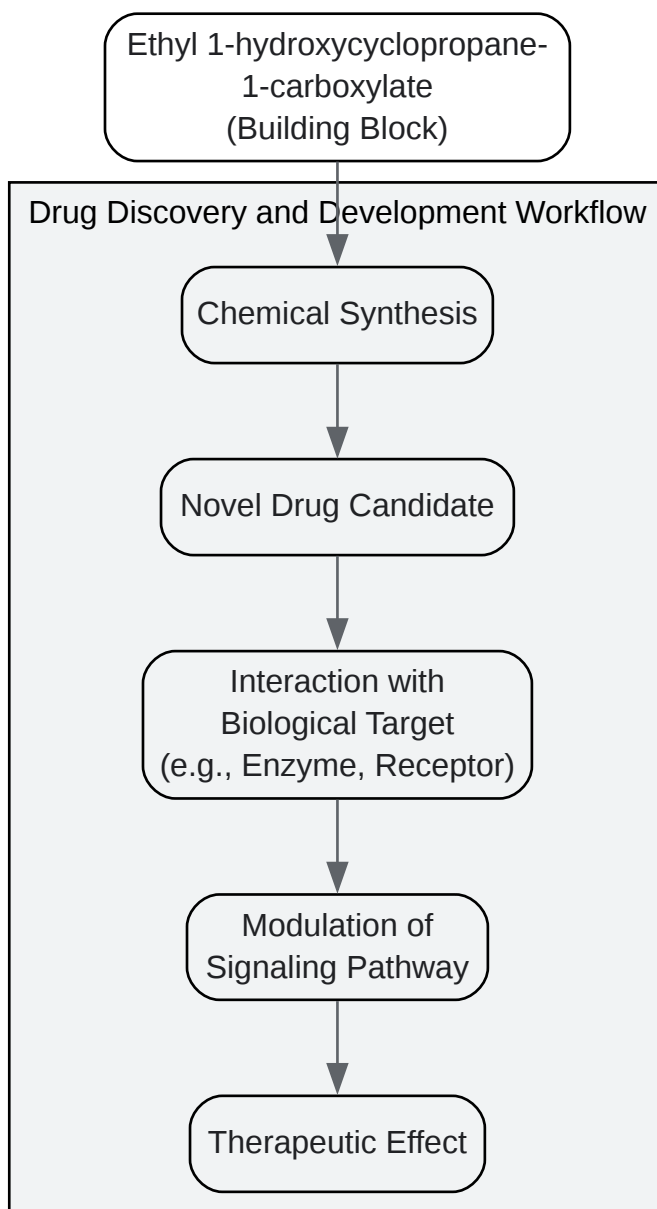 Ethyl 1-hydroxycyclopropane-
1-carboxylate
(Building Block)
Drug Discovery and Development Workflow
Chemical Synthesis
Novel Drug Candidate
Interaction with
Biological Target
(e.g., Enzyme, Receptor)
Modulation of
Signaling Pathway
Therapeutic Effect